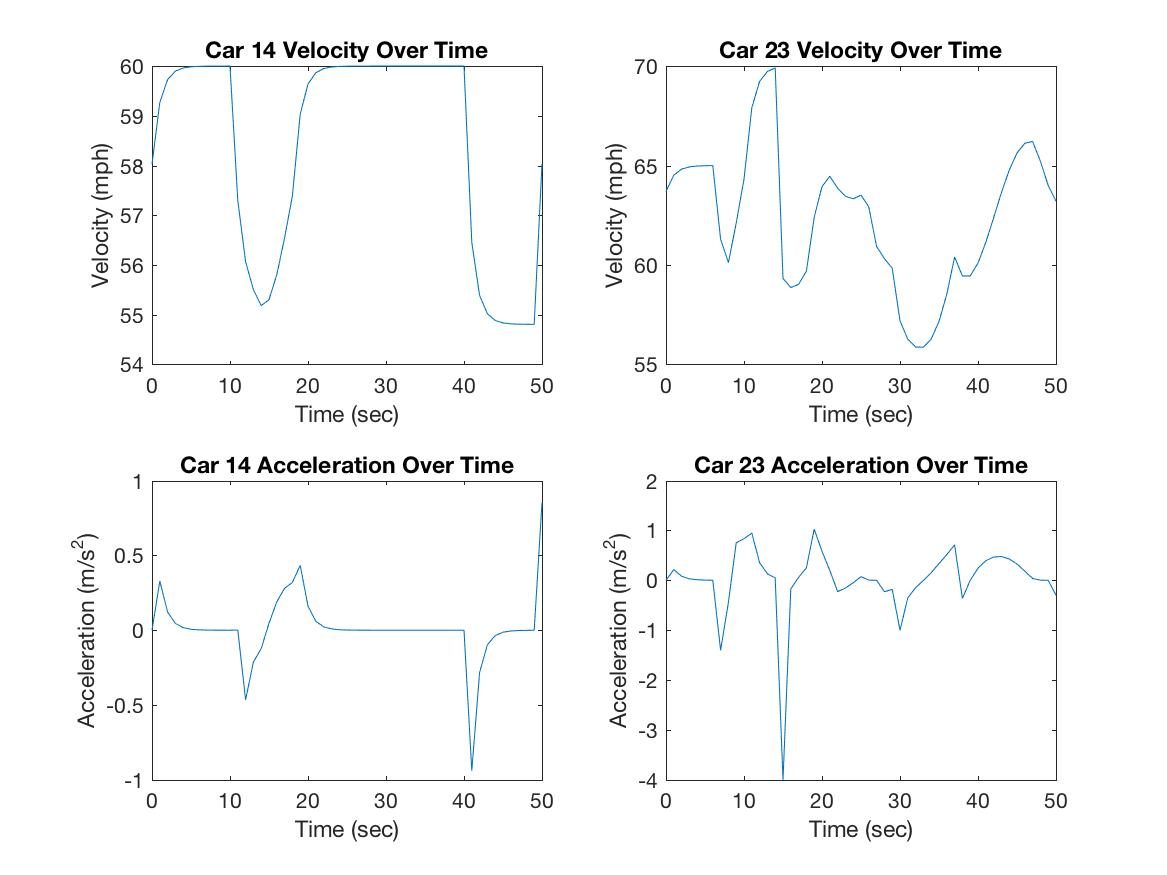 Car 14 Velocity Over Time
60
59
58
57
56
55
54
Velocity (mph)
0 10 20 30 40 50
Time (sec)
Car 23 Velocity Over Time
70
65
60
55
Velocity (mph)
0 10 20 30 40 50
Time (sec)
Car 14 Acceleration Over Time
1
0.5
0
-0.5
-1
Acceleration (m/s²)
0 10 20 30 40 50
Time (sec)
Car 23 Acceleration Over Time
2
1
0
-1
-2
-3
-4
Acceleration (m/s²)
0 10 20 30 40 50
Time (sec)